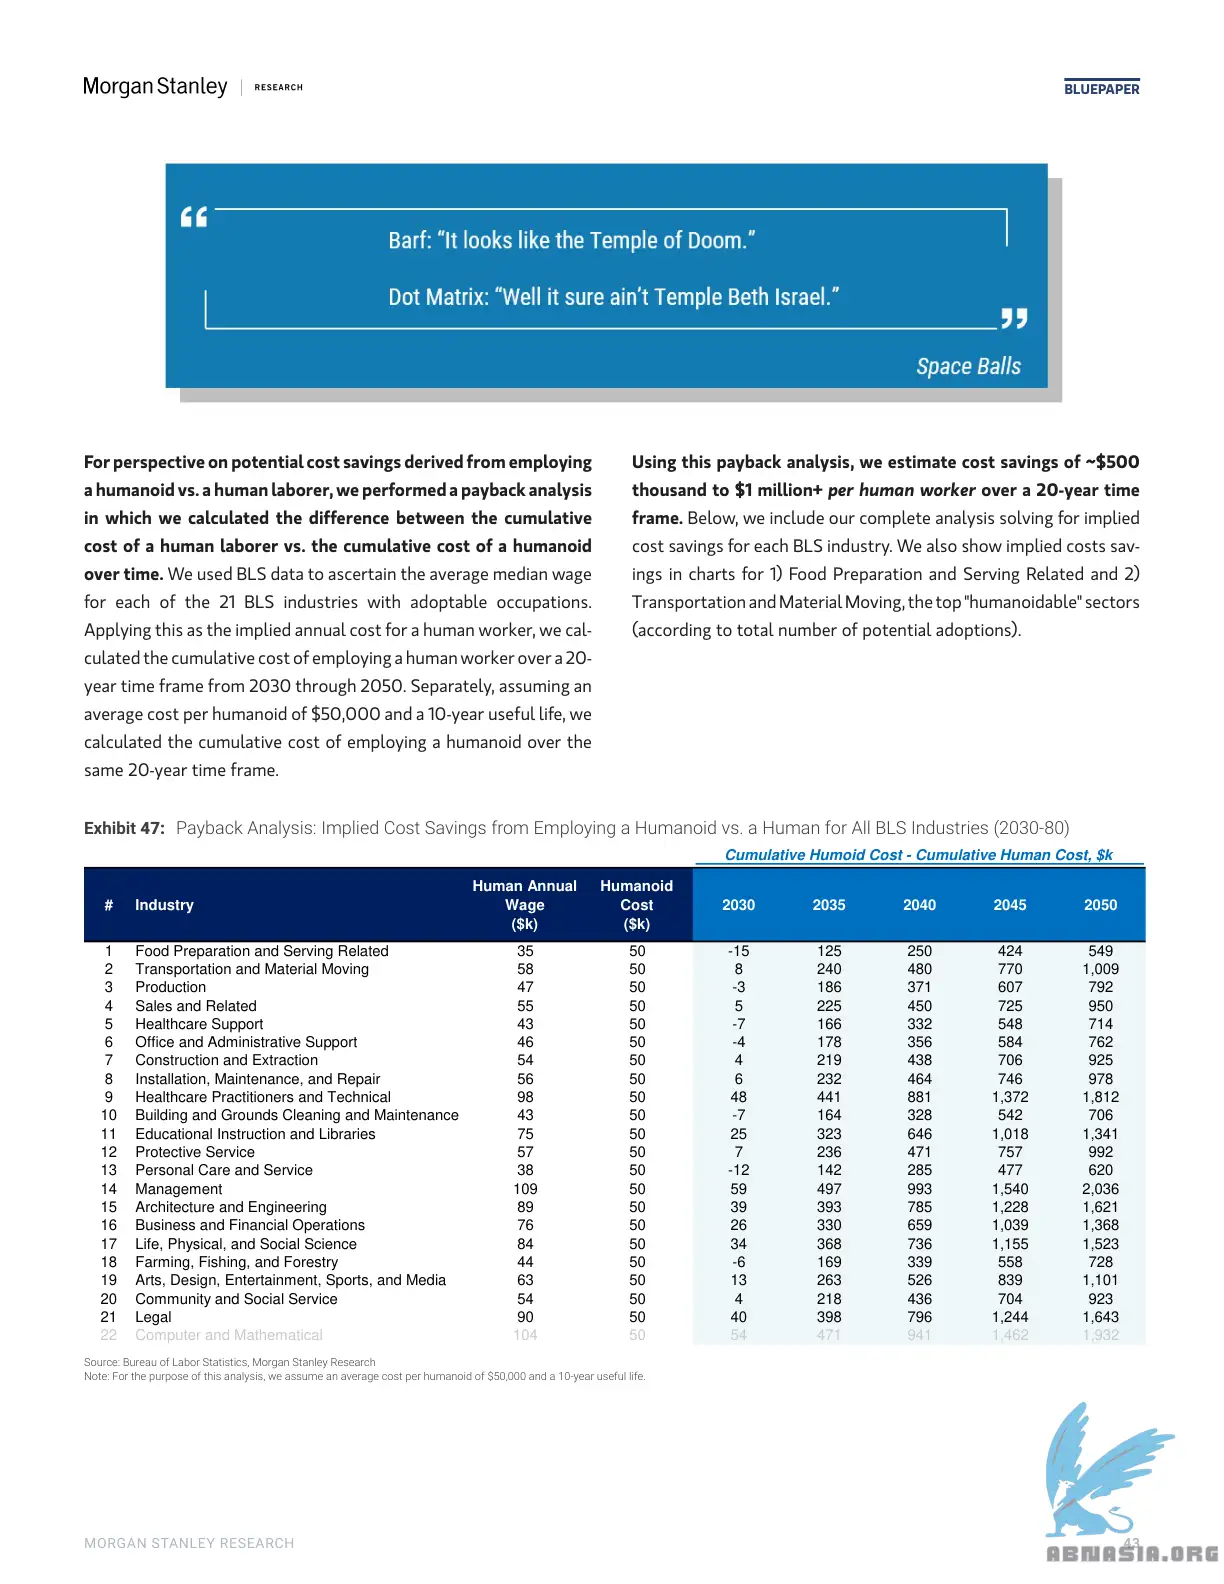 Morgan Stanley | RESEARCH
BLUEPAPER
“
Barf: “It looks like the Temple of Doom.”
Dot Matrix: “Well it sure ain’t Temple Beth Israel.”
”
Space Balls
For perspective on potential cost savings derived from employing
a humanoid vs. a human laborer, we performed a payback analysis
in which we calculated the difference between the cumulative
cost of a human laborer vs. the cumulative cost of a humanoid
over time. We used BLS data to ascertain the average median wage
for each of the 21 BLS industries with adoptable occupations.
Applying this as the implied annual cost for a human worker, we cal-
culated the cumulative cost of employing a human worker over a 20-
year time frame from 2030 through 2050. Separately, assuming an
average cost per humanoid of $50,000 and a 10-year useful life, we
calculated the cumulative cost of employing a humanoid over the
same 20-year time frame.
Using this payback analysis, we estimate cost savings of ~$500
thousand to $1 million+ per human worker over a 20-year time
frame. Below, we include our complete analysis solving for implied
cost savings for each BLS industry. We also show implied costs sav-
ings in charts for 1) Food Preparation and Serving Related and 2)
Transportation and Material Moving, the top "humanoidable" sectors
(according to total number of potential adoptions).
Exhibit 47: Payback Analysis: Implied Cost Savings from Employing a Humanoid vs. a Human for All BLS Industries (2030-80)
Cumulative Humoid Cost - Cumulative Human Cost, $k
# Industry Human Annual Wage ($k) Humanoid Cost ($k) 2030 2035 2040 2045 2050
1 Food Preparation and Serving Related 35 50 -15 125 250 424 549
2 Transportation and Material Moving 58 50 8 240 480 770 1,009
3 Production 47 50 -3 186 371 607 792
4 Sales and Related 55 50 5 225 450 725 950
5 Healthcare Support 43 50 -7 166 332 548 714
6 Office and Administrative Support 46 50 -4 178 356 584 762
7 Construction and Extraction 54 50 4 219 438 706 925
8 Installation, Maintenance, and Repair 56 50 6 232 464 746 978
9 Healthcare Practitioners and Technical 98 50 48 441 881 1,372 1,812
10 Building and Grounds Cleaning and Maintenance 43 50 -7 164 328 542 706
11 Educational Instruction and Libraries 75 50 25 323 646 1,018 1,341
12 Protective Service 57 50 7 236 471 757 992
13 Personal Care and Service 38 50 -12 142 285 477 620
14 Management 109 50 59 497 993 1,540 2,036
15 Architecture and Engineering 89 50 39 393 785 1,228 1,621
16 Business and Financial Operations 76 50 26 330 659 1,039 1,368
17 Life, Physical, and Social Science 84 50 34 368 736 1,155 1,523
18 Farming, Fishing, and Forestry 44 50 -6 169 339 558 728
19 Arts, Design, Entertainment, Sports, and Media 63 50 13 263 526 839 1,101
20 Community and Social Service 54 50 4 218 436 704 923
21 Legal 90 50 40 398 796 1,244 1,643
22 Computer and Mathematical 104 50 54 471 941 1,462 1,932
Source: Bureau of Labor Statistics, Morgan Stanley Research
Note: For the purpose of this analysis, we assume an average cost per humanoid of $50,000 and a 10-year useful life.
MORGAN STANLEY RESEARCH
43
ABNASIA.ORG